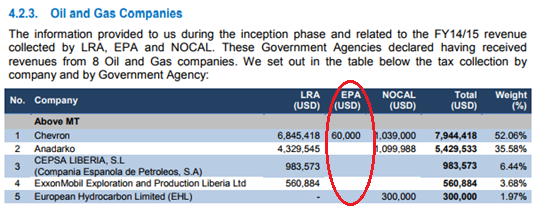 4.2.3. Oil and Gas Companies
The information provided to us during the inception phase and related to the FY14/15 revenue
collected by LRA, EPA and NOCAL. These Government Agencies declared having received
revenues from 8 Oil and Gas companies. We set out in the table below the tax collection by
company and by Government Agency:
No. Company LRA (USD) EPA (USD) NOCAL (USD) Total (USD) Weight (%)
Above MT
1 Chevron 6,845,418 60,000 1,039,000 7,944,418 52.06%
2 Anadarko 4,329,545 1,099,988 5,429,533 35.58%
3 CEPSA LIBERIA, S.L (Compania Espanola de Petroleos, S.A) 983,573 983,573 6.44%
4 ExxonMobil Exploration and Production Liberia Ltd 560,884 560,884 3.68%
5 European Hydrocarbon Limited (EHL) - 300,000 300,000 1.97%